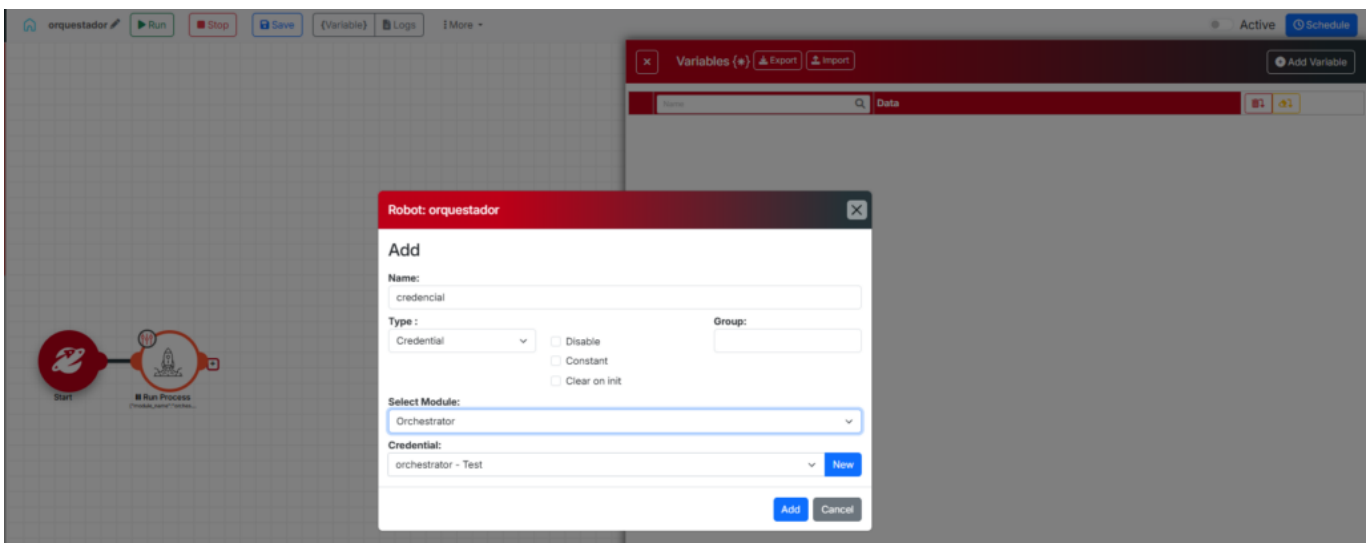 orquestador Run Stop Save {Variable} Logs More Active Schedule
Variables {*} Export Import Add Variable
Name Data
Robot: orquestador
Add
Name:
credencial
Type : Group:
Credential Disable
Constant
Clear on init
Select Module:
Orchestrator
Credential:
orchestrator - Test New
Add Cancel
Start Run Process